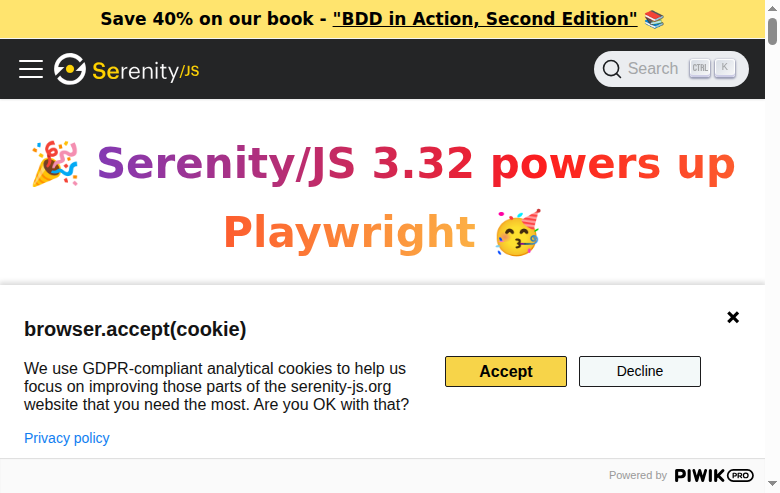 Save 40% on our book - "BDD in Action, Second Edition" 📚
Serenity/JS
Search CTRL K
🎉 Serenity/JS 3.32 powers up
Playwright 🥳
browser.accept(cookie)
We use GDPR-compliant analytical cookies to help us
focus on improving those parts of the serenity-js.org
website that you need the most. Are you OK with that?
Accept
Decline
Privacy policy
Powered by PIWIK PRO